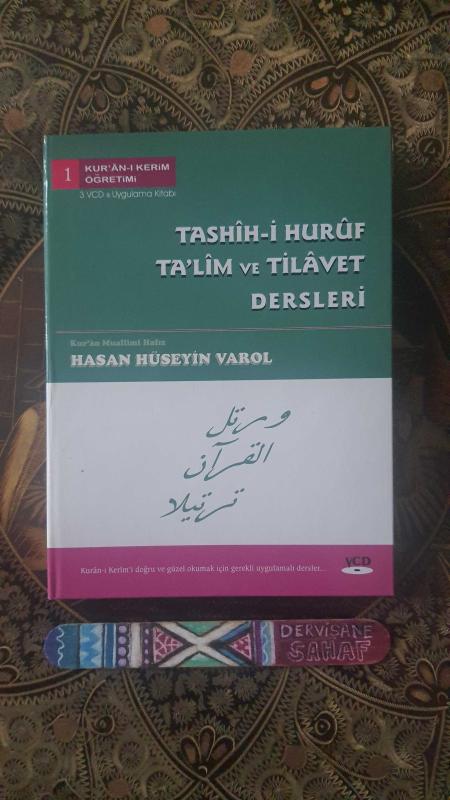 1
KUR'ÂN-I KERİM
ÖĞRETİMİ
3 VCD + Uygulama Kitabı
TASHÎH-İ HURÛF
TA'LÎM VE TİLÂVET
DERSLERİ
Kur'ân Muallimi Hafız
HASAN HÜSEYİN VAROL
و رتل
القرآن
ترتيلا
Kurân-ı Kerîm'i doğru ve güzel okumak için gerekli uygulamalı dersler...
VCD
DERVİŞANE
SAHAF